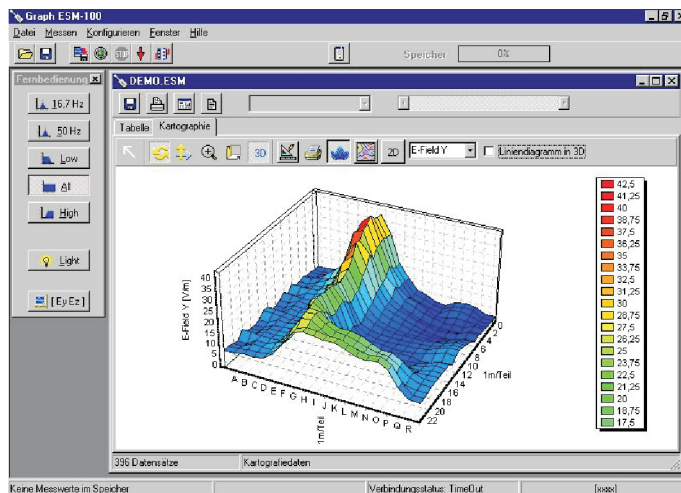 Graph ESM-100
Datei Messen Konfigurieren Fenster Hilfe
STOP
Speicher 0%
Fernbedienung
16,7 Hz
50 Hz
Low
All
High
Light
[EyEz]
DEMO.ESM
Tabelle Kartographie
3D 2D E-Field Y Liniendiagramm in 3D
E-Field Y [V/m]
40
35
30
25
20
15
10
5
0
A B C D E F G H I J K L M N O P Q R
1m/Teil
0
2
4
6
8
10
12
14
16
18
20
22
1m/Teil
42,5
41,25
40
38,75
37,5
36,25
35
33,75
32,5
31,25
30
28,75
27,5
26,25
25
23,75
22,5
21,25
20
18,75
17,5
396 Datensätze Kartografiedaten
Keine Messwerte im Speicher Verbindungsstatus: TimeOut [xxxx]